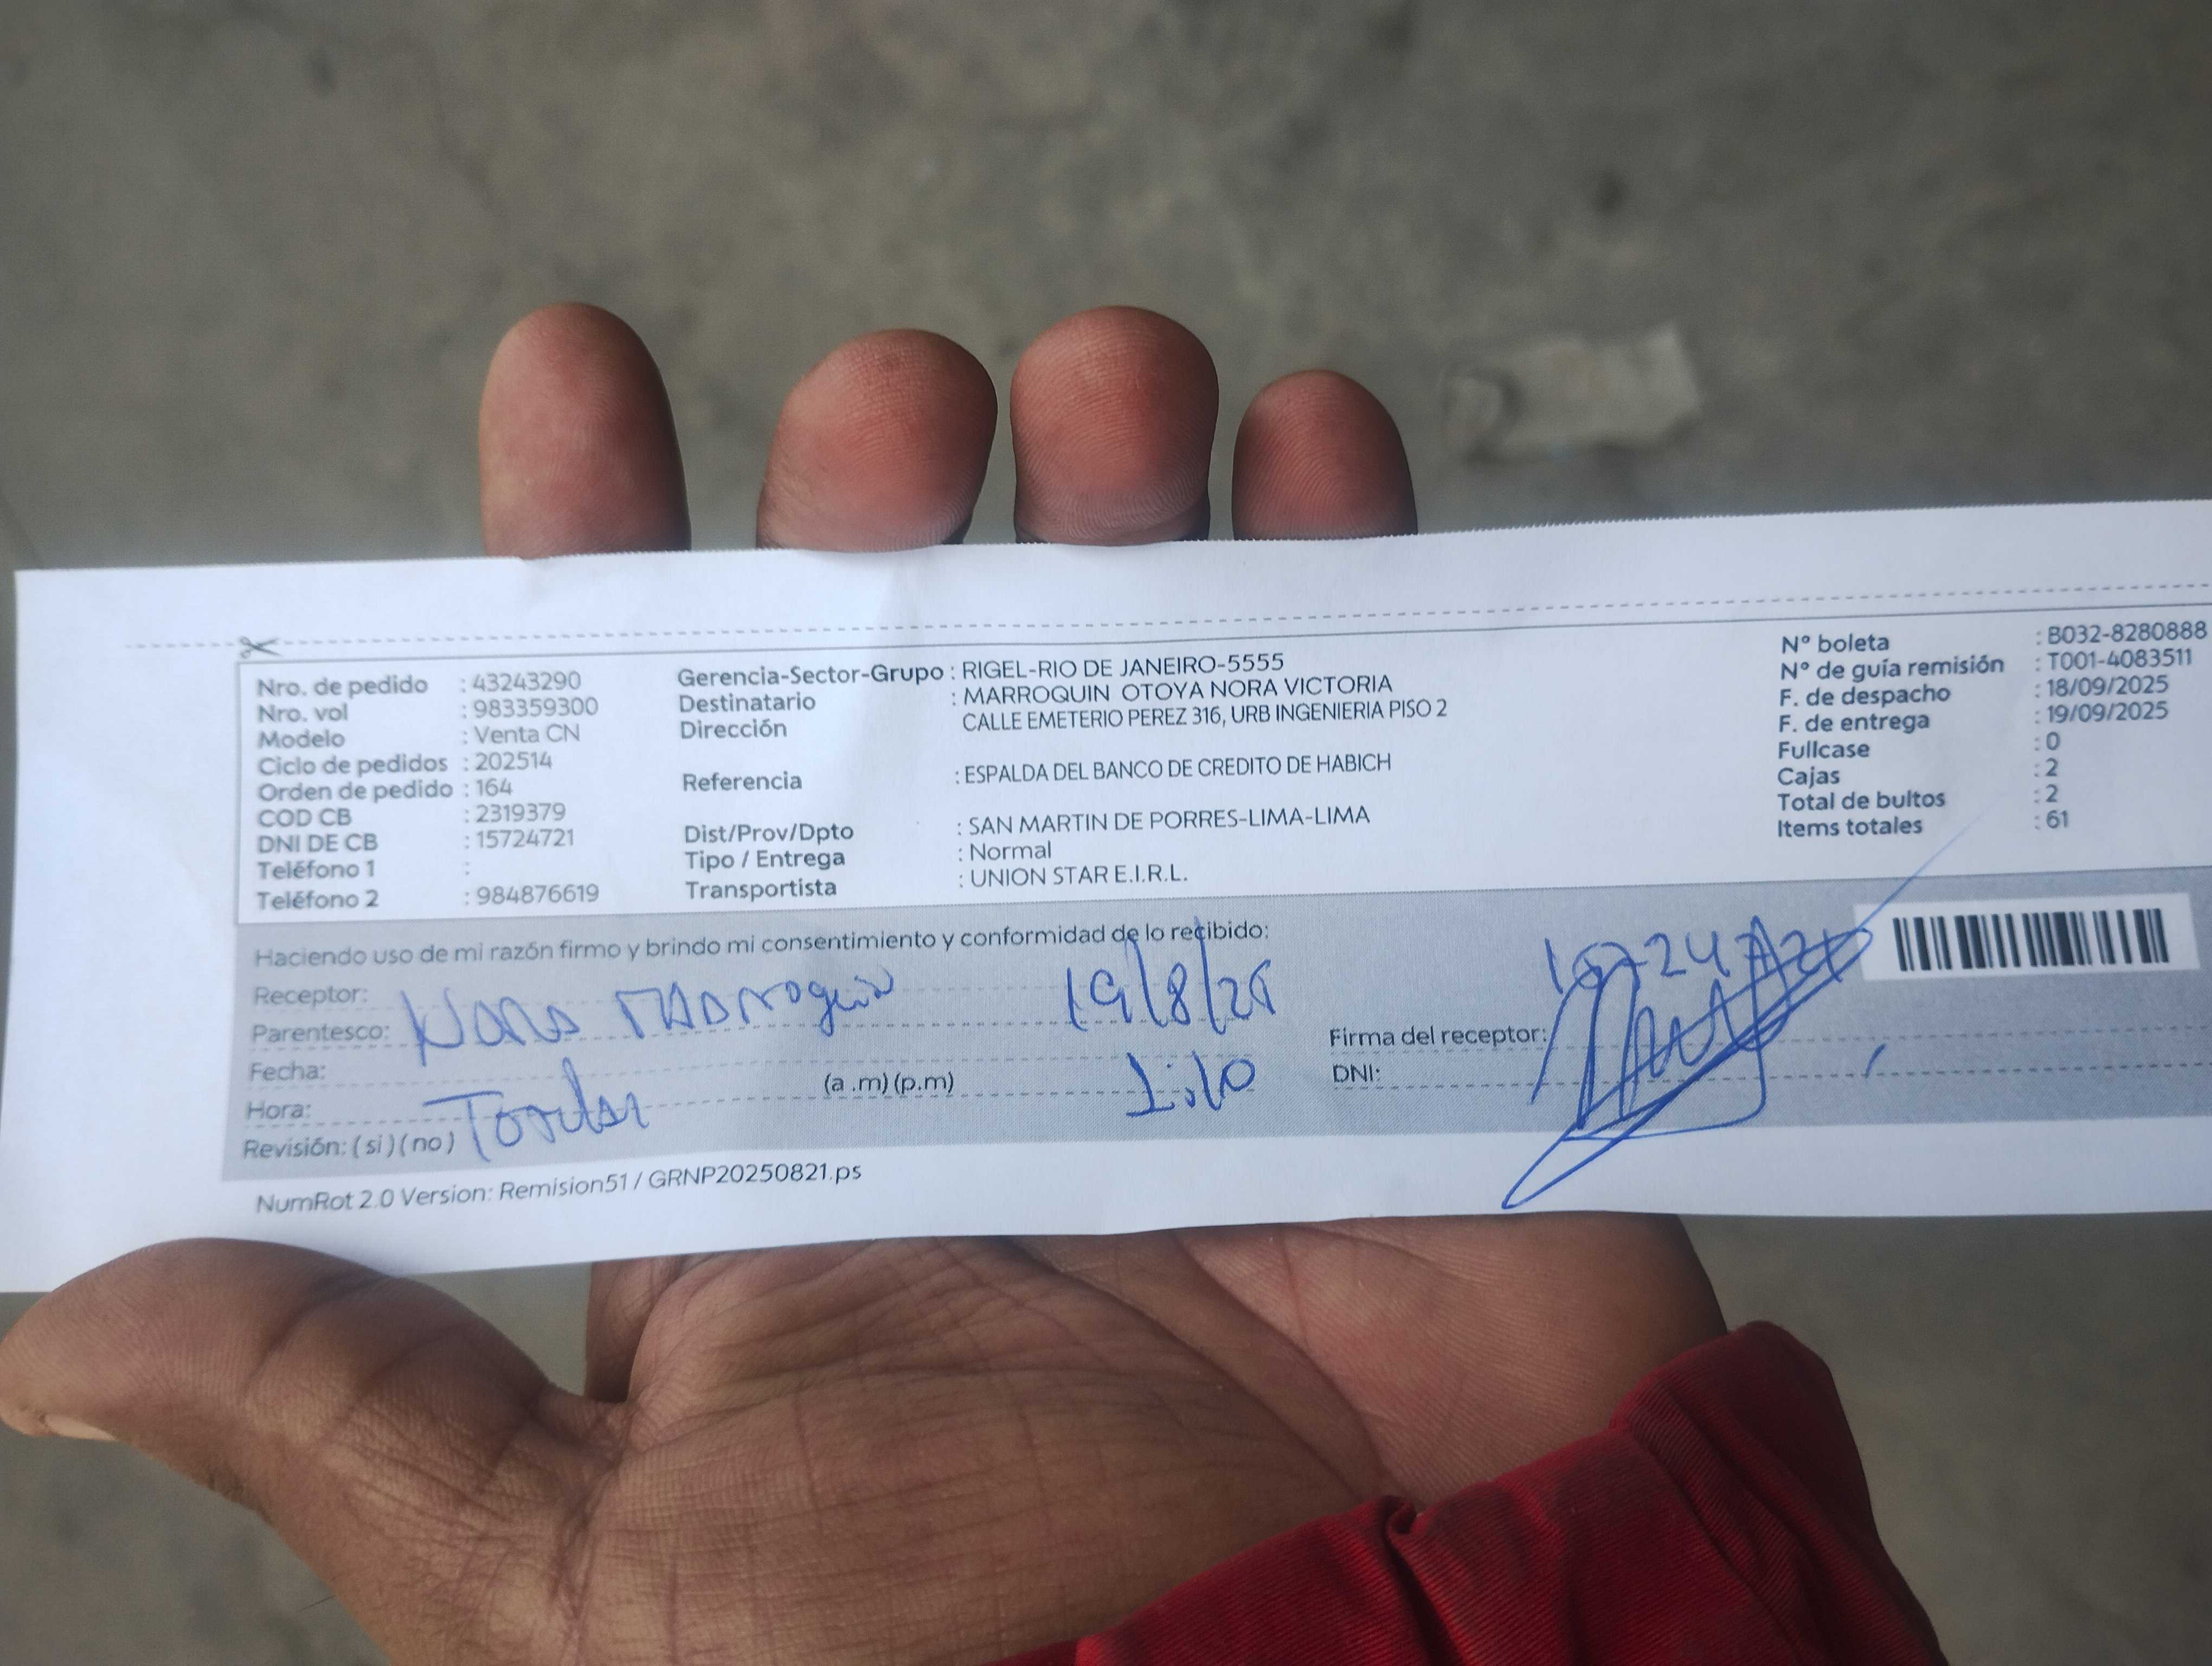 Nro. de pedido : 43243290
Nro. vol : 983359300
Modelo : Venta CN
Ciclo de pedidos : 202514
Orden de pedido : 164
COD CB : 2319379
DNI DE CB : 15724721
Teléfono 1 :
Teléfono 2 : 984876619
Gerencia-Sector-Grupo : RIGEL-RIO DE JANEIRO-5555
Destinatario : MARROQUIN OTOYA NORA VICTORIA
Dirección CALLE EMETERIO PEREZ 316, URB INGENIERIA PISO 2
Referencia : ESPALDA DEL BANCO DE CREDITO DE HABICH
Dist/Prov/Dpto : SAN MARTIN DE PORRES-LIMA-LIMA
Tipo / Entrega : Normal
Transportista : UNION STAR E.I.R.L.
N° boleta : B032-8280888
N° de guía remisión : T001-4083511
F. de despacho : 18/09/2025
F. de entrega : 19/09/2025
Fullcase : 0
Cajas : 2
Total de bultos : 2
Items totales : 61
Haciendo uso de mi razón firmo y brindo mi consentimiento y conformidad de lo recibido:
Receptor:
Parentesco: Nora Marroquin 19/8/25
Fecha:
Hora: (a .m) (p.m) 1:10
Revisión: (si) (no)
Firma del receptor:
DNI:
NumRot 2.0 Version: Remision51 / GRNP20250821.ps